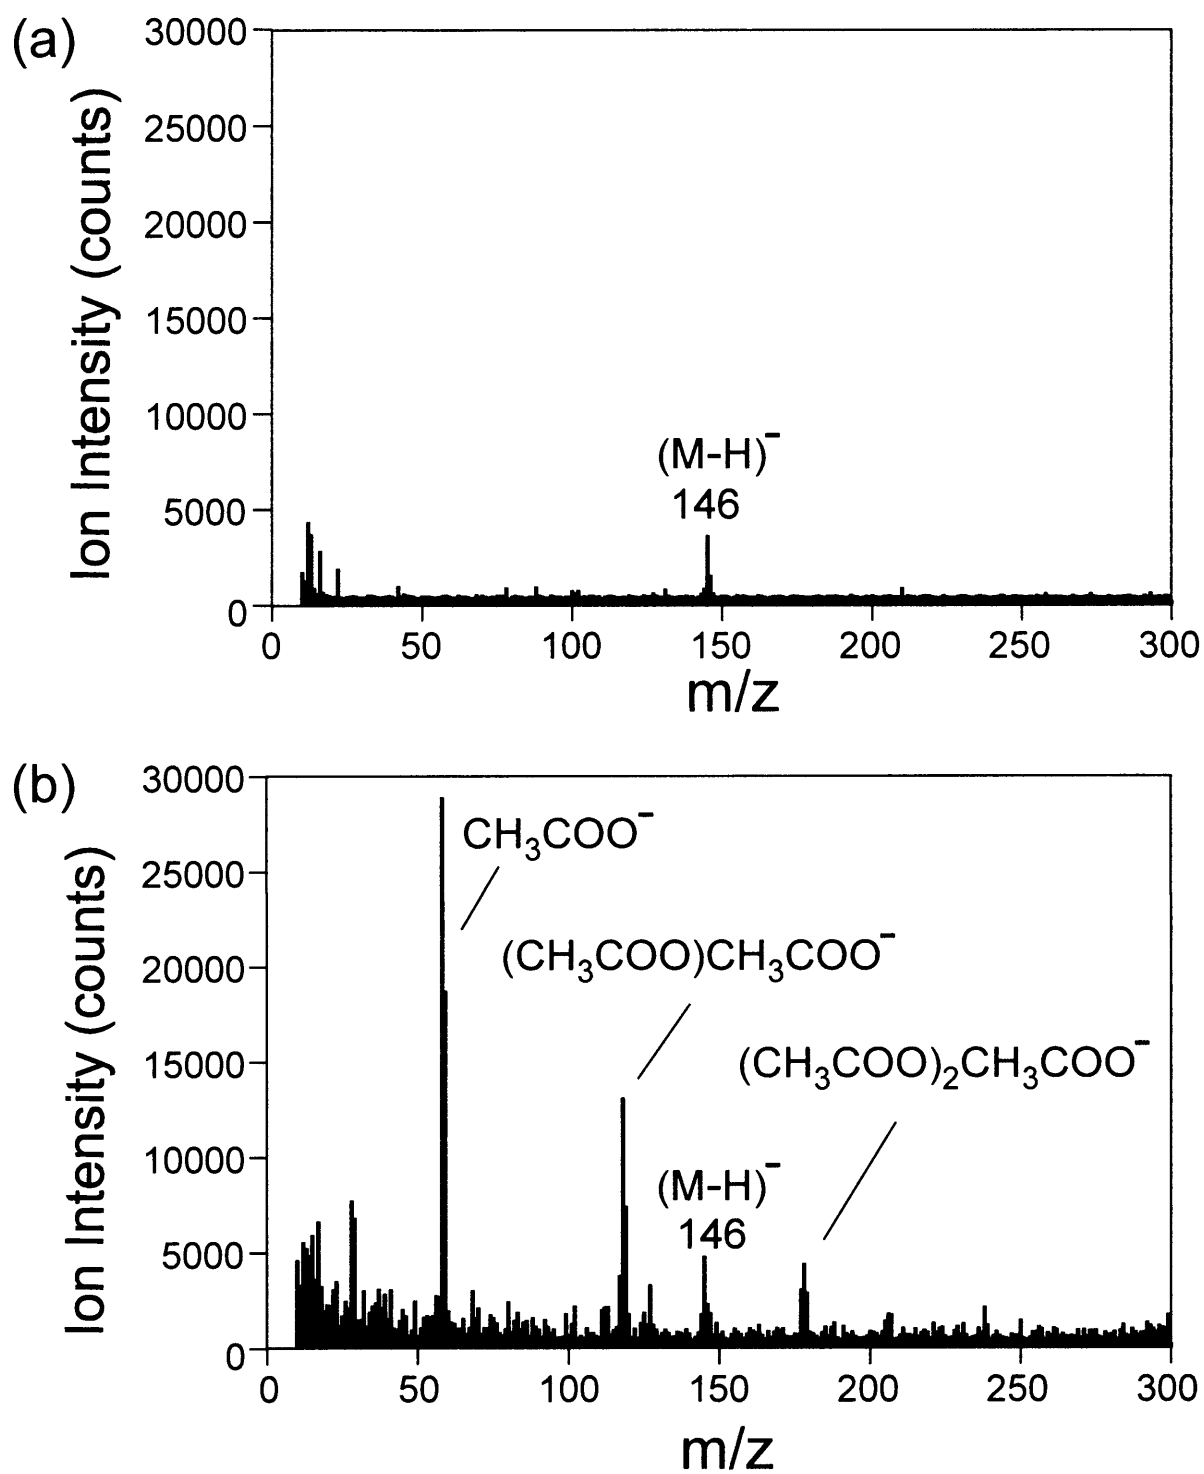 (a)
Ion Intensity (counts)
30000
25000
20000
15000
10000
5000
0
(M-H)⁻
146
0 50 100 150 200 250 300
m/z
(b)
Ion Intensity (counts)
30000
25000
20000
15000
10000
5000
0
CH₃COO⁻
(CH₃COO)CH₃COO⁻
(CH₃COO)₂CH₃COO⁻
(M-H)⁻
146
0 50 100 150 200 250 300
m/z